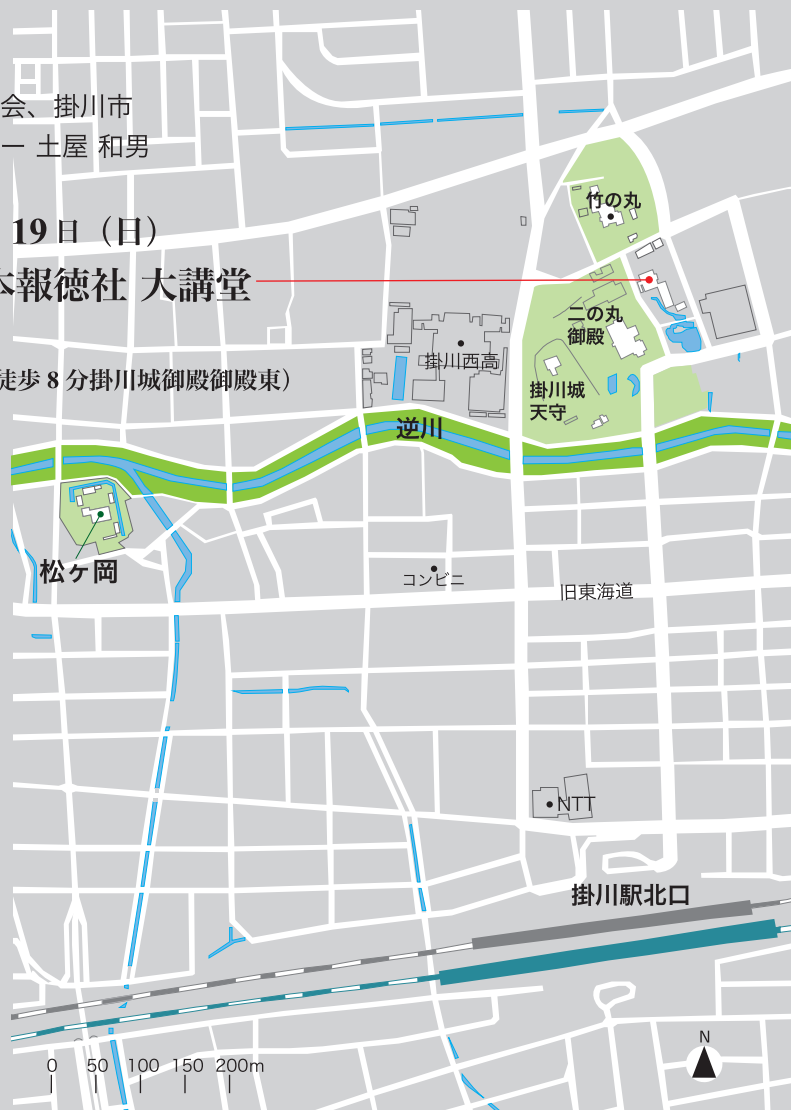 会、掛川市
ー 土屋 和男
19日（日）
本報徳社 大講堂
徒歩8分掛川城御殿御殿東）
竹の丸
二の丸
御殿
掛川西高
掛川城
天守
逆川
松ヶ岡
コンビニ
旧東海道
NTT
掛川駅北口
0 50 100 150 200m
N